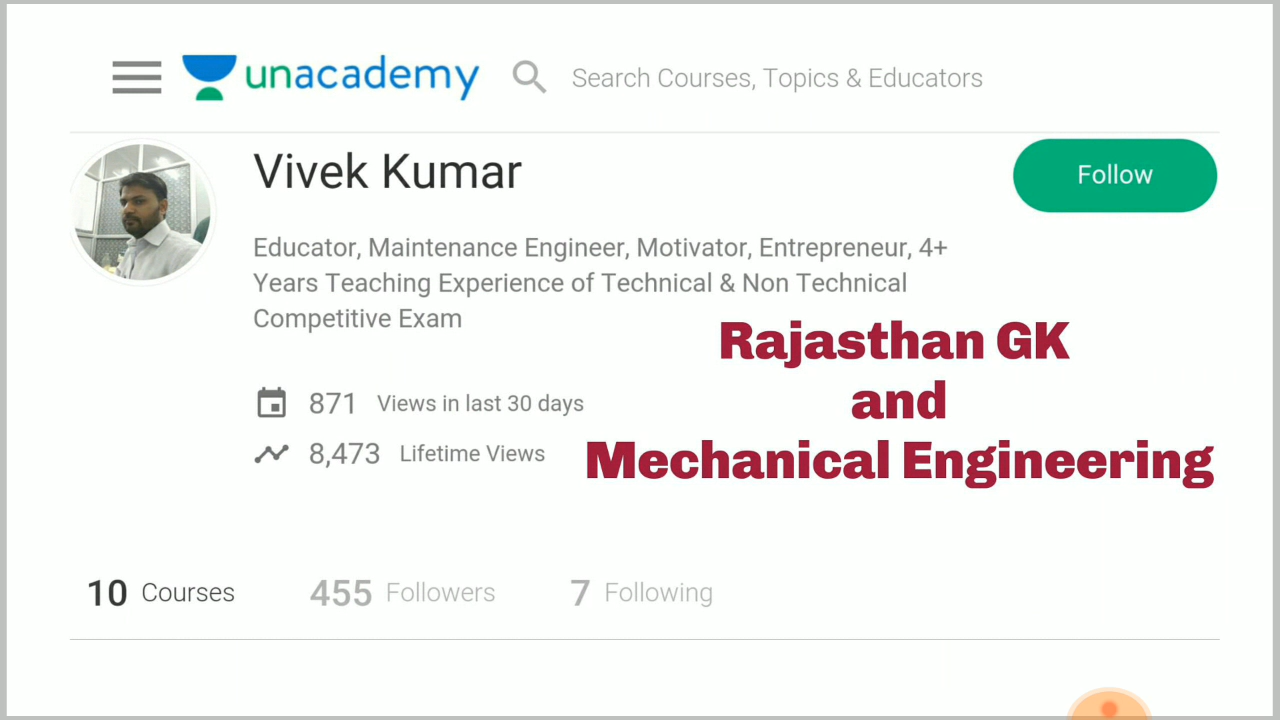 unacademy
Search Courses, Topics & Educators
Vivek Kumar
Follow
Educator, Maintenance Engineer, Motivator, Entrepreneur, 4+
Years Teaching Experience of Technical & Non Technical
Competitive Exam
Rajasthan GK
and
Mechanical Engineering
871 Views in last 30 days
8,473 Lifetime Views
10 Courses 455 Followers 7 Following